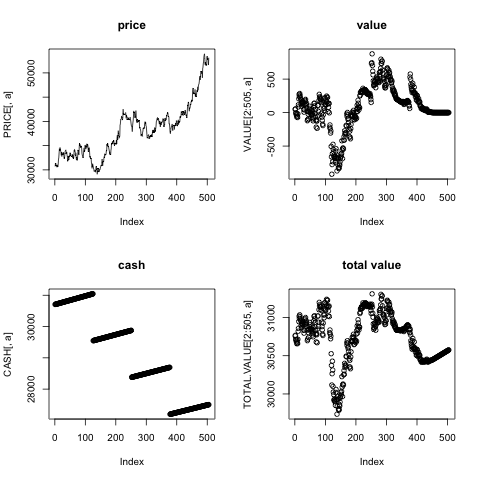 price
PRICE[, a]
50000
40000
30000
0 100 200 300 400 500
Index
value
VALUE[2:505, a]
500
0
-500
0 100 200 300 400 500
Index
cash
CASH[, a]
30000
28000
0 100 200 300 400 500
Index
total value
TOTAL.VALUE[2:505, a]
31000
30500
30000
0 100 200 300 400 500
Index